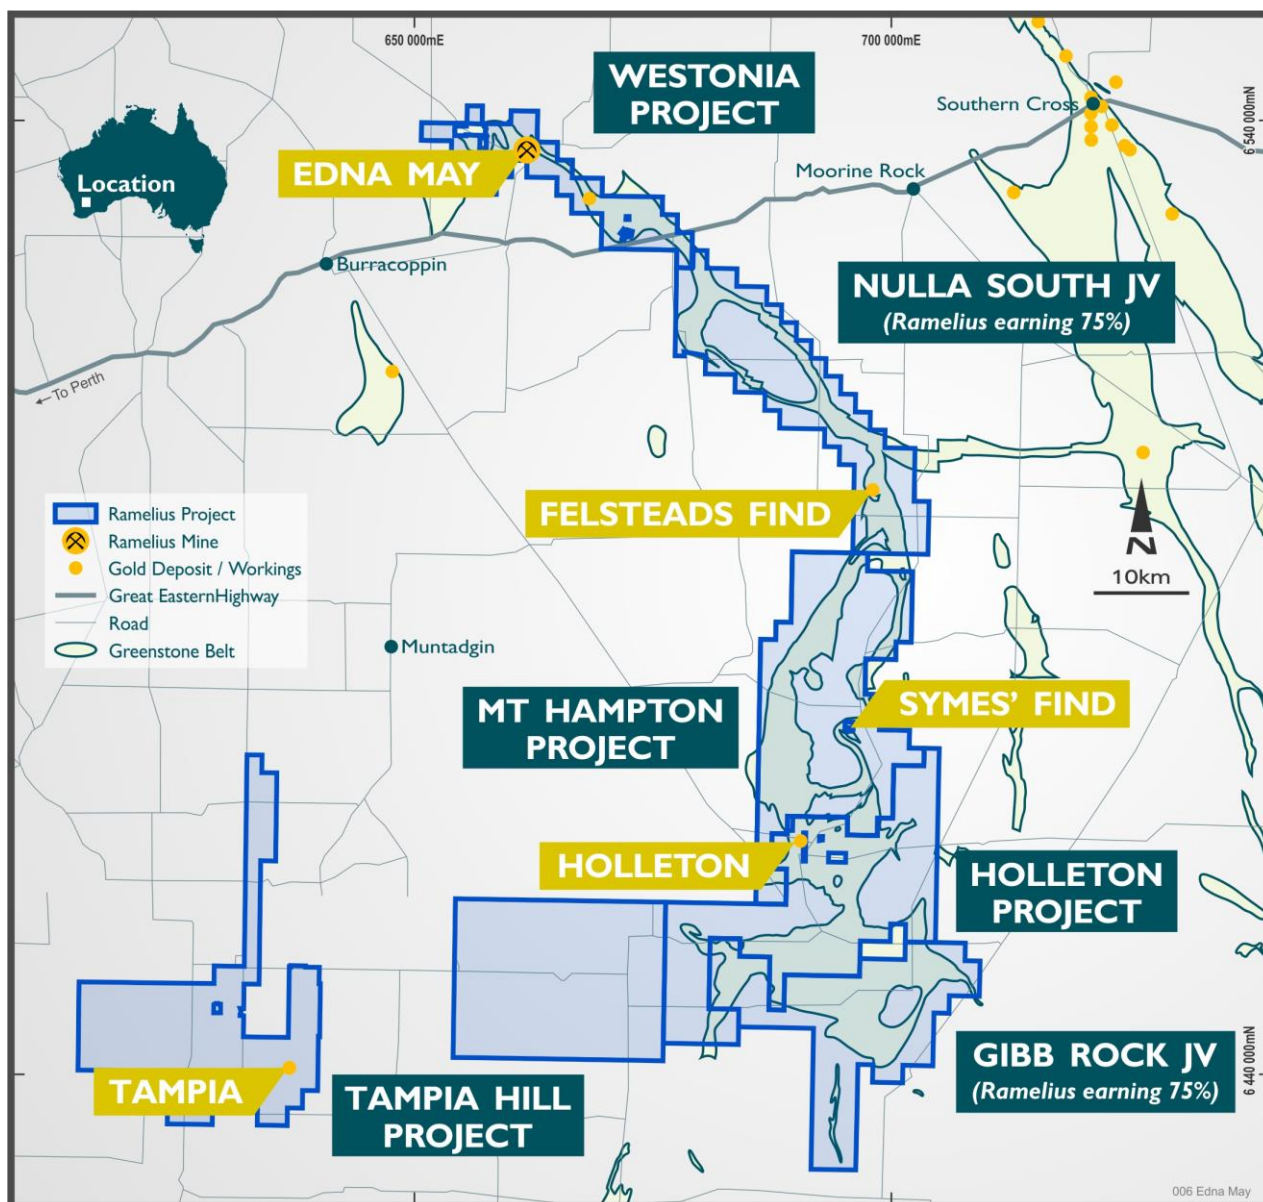 650 000mE
700 000mE
WESTONIA
PROJECT
Southern Cross
6 540 000mN
EDNA MAY
Moorine Rock
Location
Burracoppin
NULLA SOUTH JV
(Ramelius earning 75%)
To Perth
FELSTEADS FIND
N
10km
Ramelius Project
Ramelius Mine
Gold Deposit / Workings
Great EasternHighway
Road
Greenstone Belt
Muntadgin
MT HAMPTON
PROJECT
SYMES' FIND
HOLLETON
HOLLETON
PROJECT
GIBB ROCK JV
(Ramelius earning 75%)
6 440 000mN
TAMPIA
TAMPIA HILL
PROJECT
006 Edna May